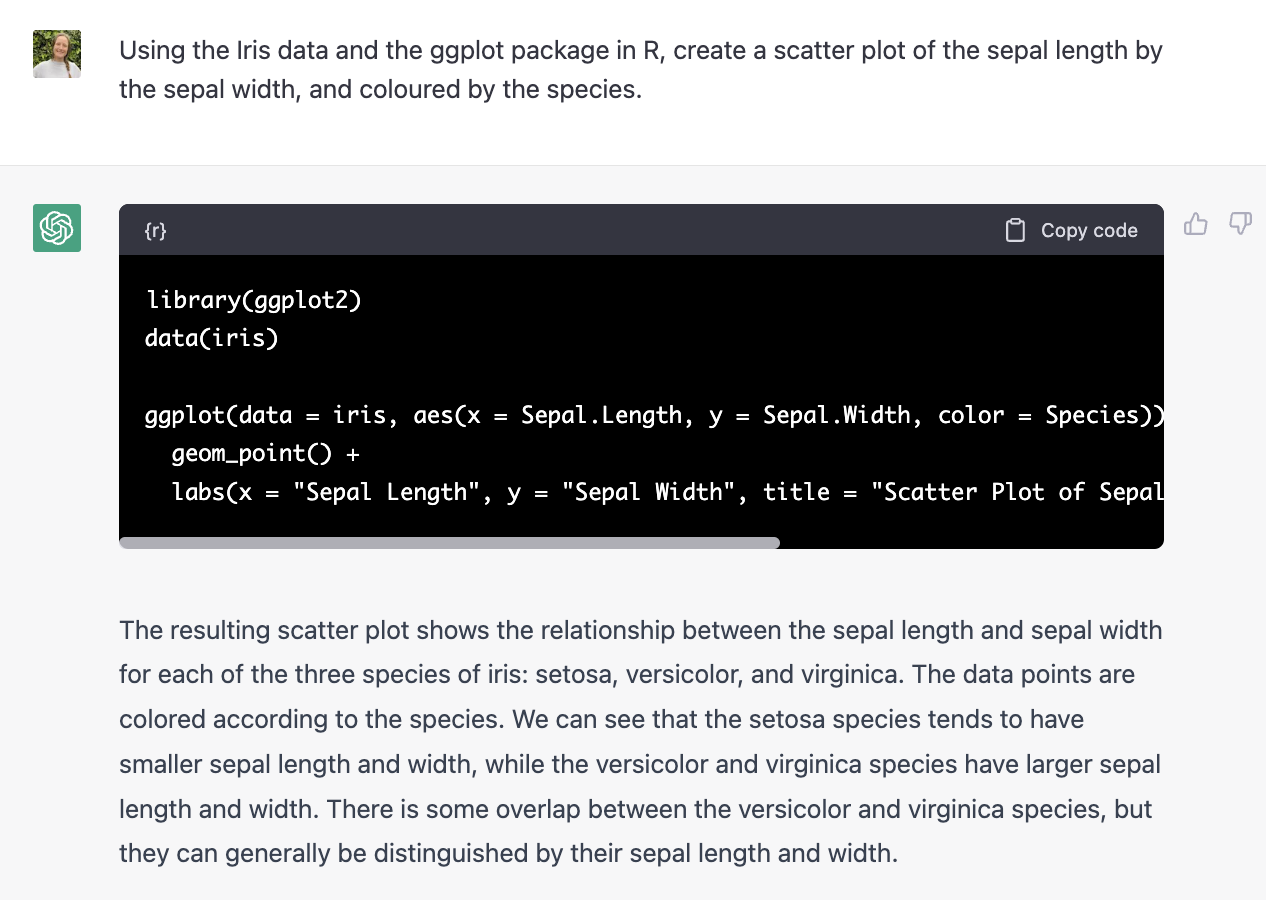 Using the Iris data and the ggplot package in R, create a scatter plot of the sepal length by
the sepal width, and coloured by the species.
{r}
Copy code
library(ggplot2)
data(iris)
ggplot(data = iris, aes(x = Sepal.Length, y = Sepal.Width, color = Species))
geom_point() +
labs(x = "Sepal Length", y = "Sepal Width", title = "Scatter Plot of Sepal
The resulting scatter plot shows the relationship between the sepal length and sepal width
for each of the three species of iris: setosa, versicolor, and virginica. The data points are
colored according to the species. We can see that the setosa species tends to have
smaller sepal length and width, while the versicolor and virginica species have larger sepal
length and width. There is some overlap between the versicolor and virginica species, but
they can generally be distinguished by their sepal length and width.